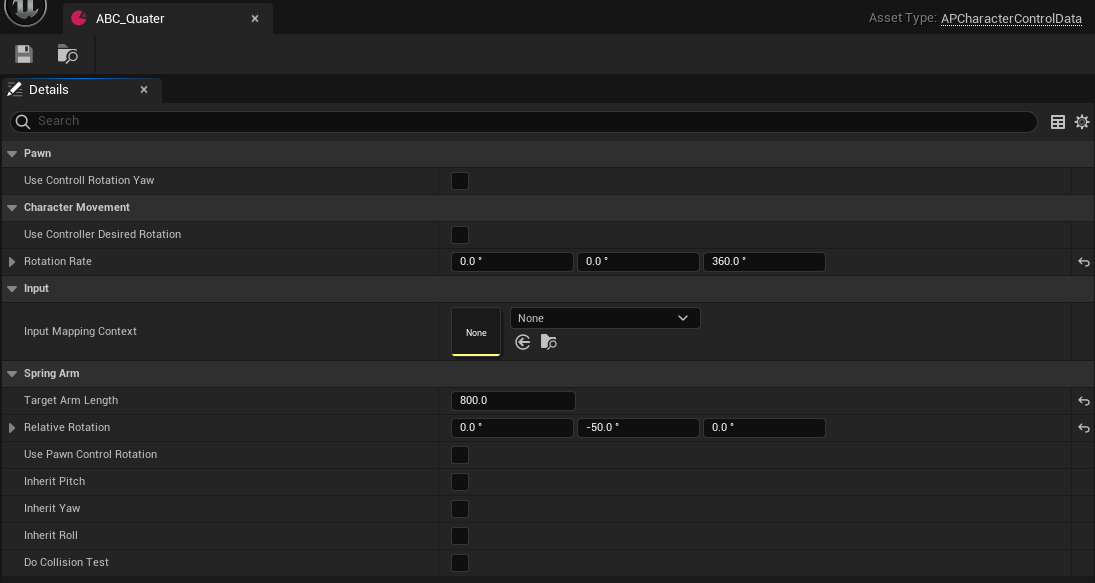 ABC_Quater
Asset Type: APCharacterControlData
Details
Search
Pawn
Use Controll Rotation Yaw
Character Movement
Use Controller Desired Rotation
Rotation Rate 0.0 ° 0.0 ° 360.0 °
Input
Input Mapping Context None None
Spring Arm
Target Arm Length 800.0
Relative Rotation 0.0 ° -50.0 ° 0.0 °
Use Pawn Control Rotation
Inherit Pitch
Inherit Yaw
Inherit Roll
Do Collision Test